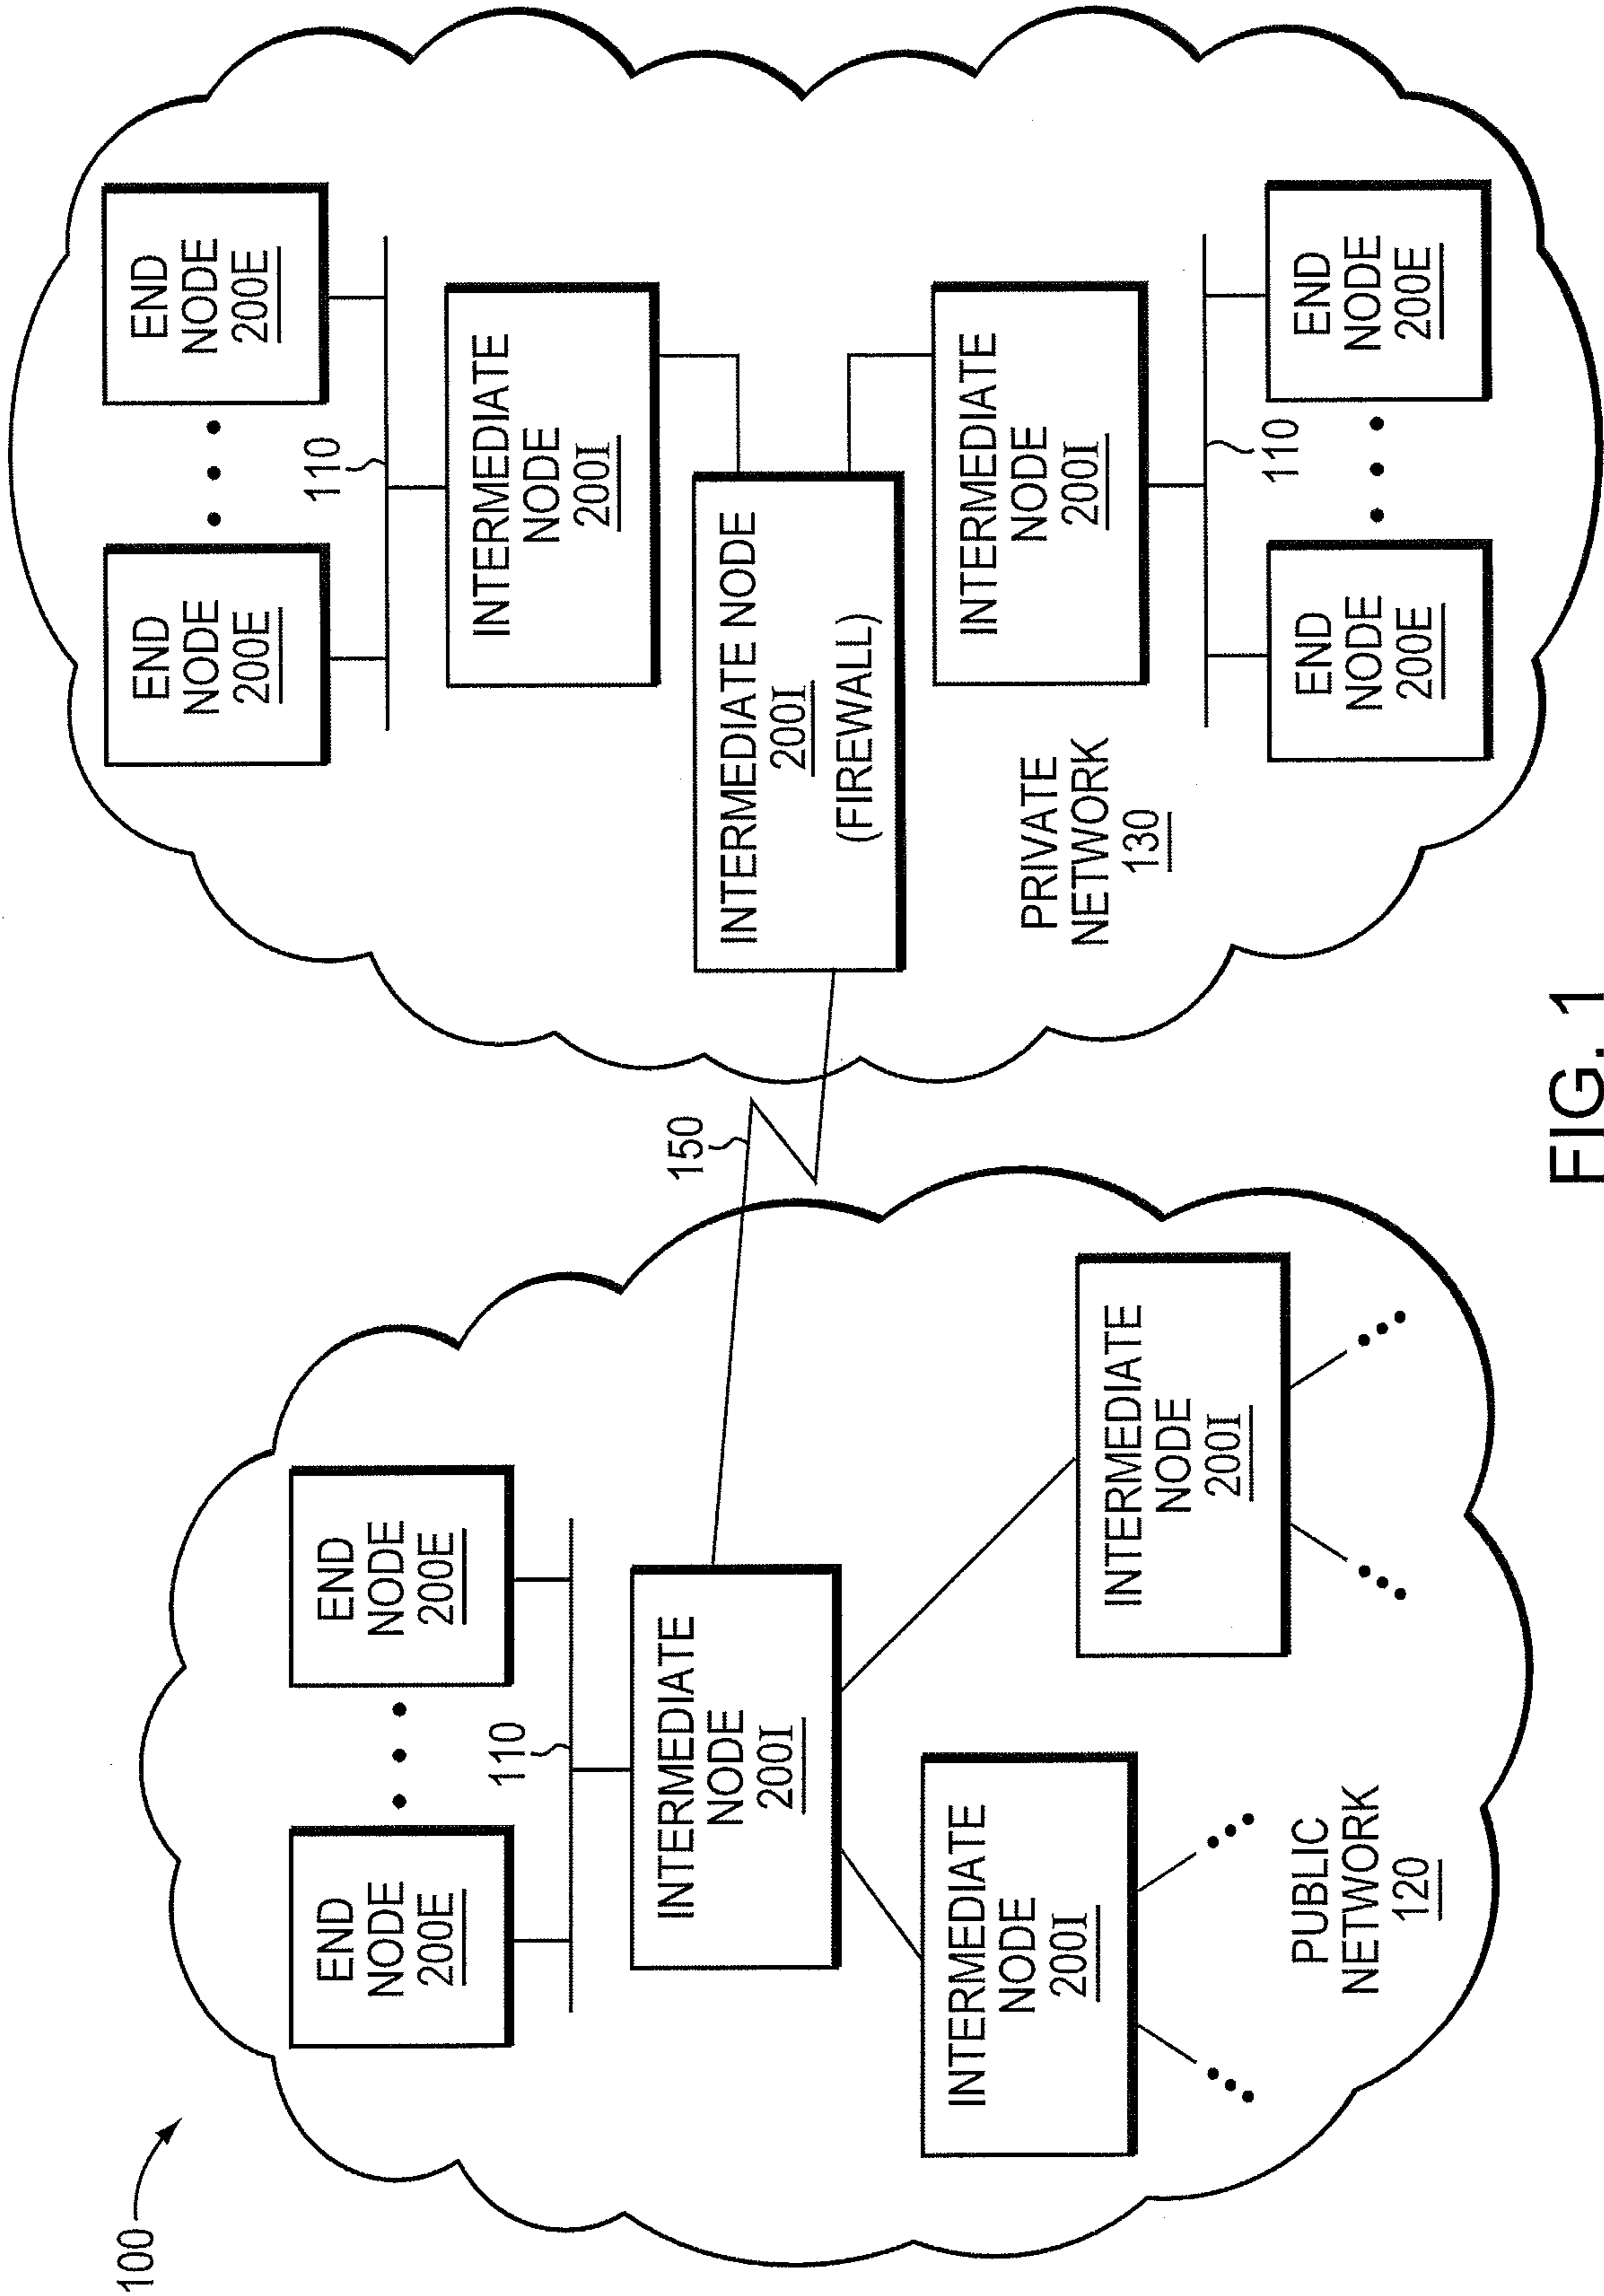 100
END
NODE
200E
END
NODE
200E
110
INTERMEDIATE
NODE
200I
INTERMEDIATE
NODE
200I
INTERMEDIATE
NODE
200I
PUBLIC
NETWORK
120
150
END
NODE
200E
END
NODE
200E
110
INTERMEDIATE
NODE
200I
INTERMEDIATE NODE
200I
(FIREWALL)
INTERMEDIATE
NODE
200I
PRIVATE
NETWORK
130
110
END
NODE
200E
END
NODE
200E
FIG. 1